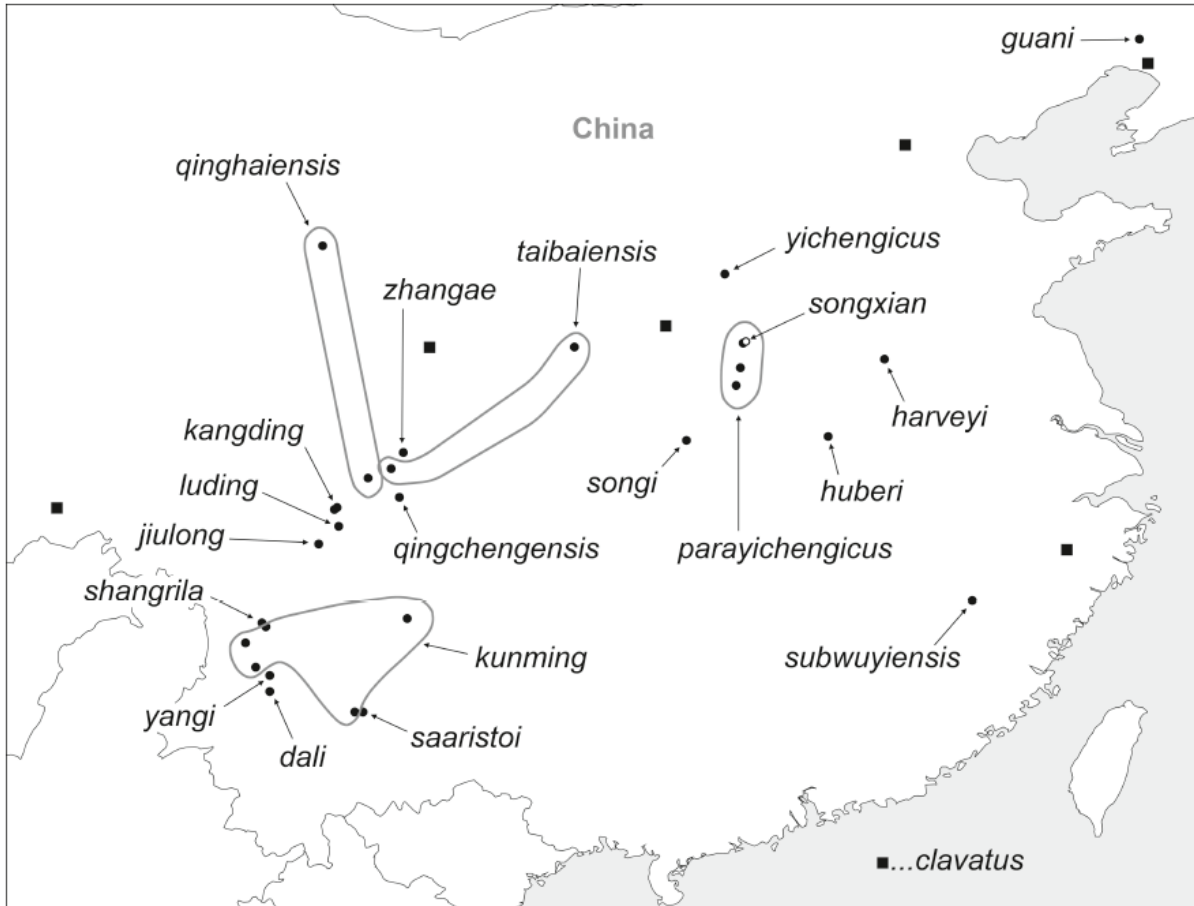 guani
China
qinghaiensis
taibaiensis
yichengicus
zhangae
songxian
harveyi
kangding
luding
songi
huberi
jiulong
qingchengensis
parayichengicus
shangrila
kunming
subwuyiensis
yangi
saaristoi
dali
...clavatus